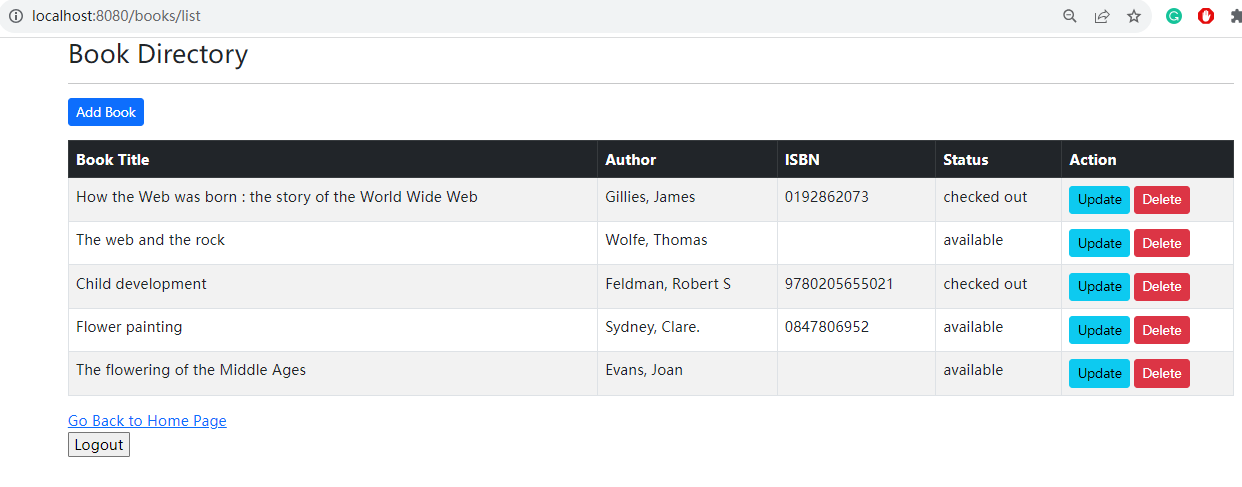 localhost:8080/books/list
Book Directory
Add Book
Book Title Author ISBN Status Action
How the Web was born : the story of the World Wide Web Gillies, James 0192862073 checked out Update Delete
The web and the rock Wolfe, Thomas available Update Delete
Child development Feldman, Robert S 9780205655021 checked out Update Delete
Flower painting Sydney, Clare. 0847806952 available Update Delete
The flowering of the Middle Ages Evans, Joan available Update Delete
Go Back to Home Page
Logout